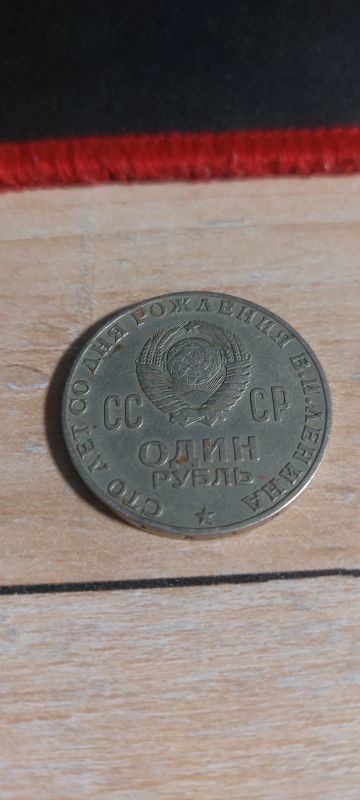 СТО ЛЕТ СО ДНЯ РОЖДЕНИЯ В.И.ЛЕНИНА
СС СР
ОДИН
РУБЛЬ